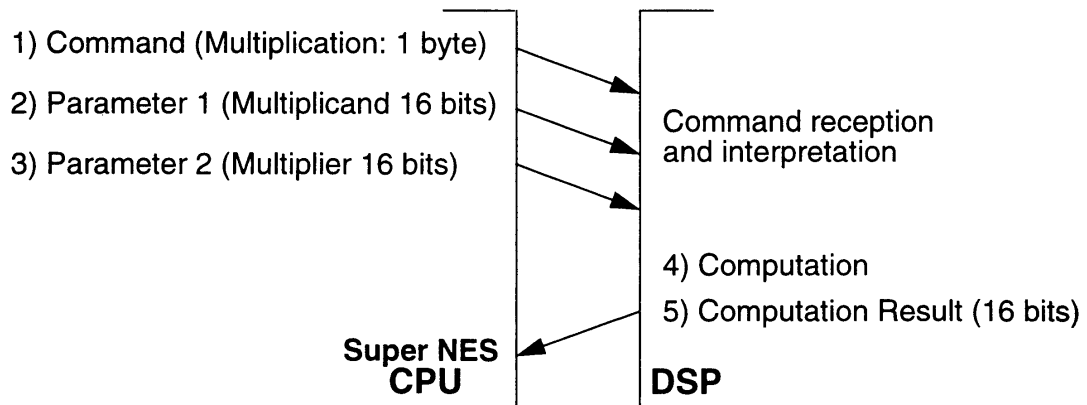 1) Command (Multiplication: 1 byte)
2) Parameter 1 (Multiplicand 16 bits)
3) Parameter 2 (Multiplier 16 bits)
Command reception
and interpretation
4) Computation
5) Computation Result (16 bits)
Super NES
CPU
DSP